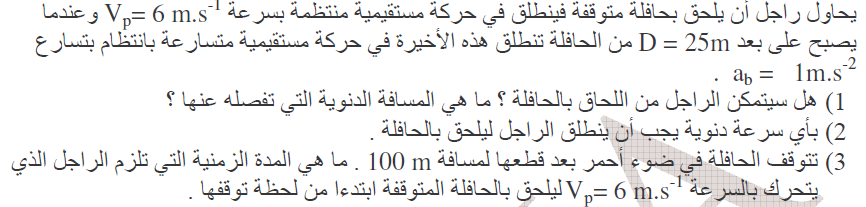 يحاول راجل أن يلحق بحافلة متوقفة فينطلق في حركة مستقيمية منتظمة بسرعة Vp= 6 m.s-1 وعندما
يصبح على بعد D = 25m من الحافلة تنطلق هذه الأخيرة في حركة مستقيمية متسارعة بانتظام بتسارع
ab = 1m.s-2 .
1) هل سيتمكن الراجل من اللحاق بالحافلة ؟ ما هي المسافة الدنوية التي تفصله عنها ؟
2) بأي سرعة دنوية يجب أن ينطلق الراجل ليلحق بالحافلة .
3) تتوقف الحافلة في ضوء أحمر بعد قطعها لمسافة 100 m . ما هي المدة الزمنية التي تلزم الراجل الذي
يتحرك بالسرعة Vp= 6 m.s-1 ليلحق بالحافلة المتوقفة ابتدءا من لحظة توقفها .